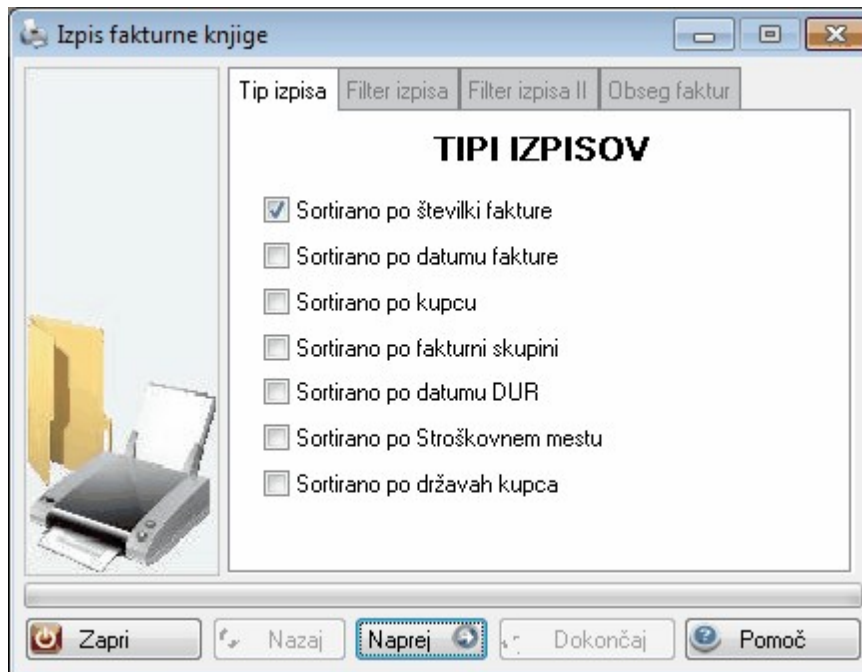 Izpis fakturne knjige
Tip izpisa Filter izpisa Filter izpisa II Obseg faktur
TIPI IZPISOV
Sortirano po številki fakture
Sortirano po datumu fakture
Sortirano po kupcu
Sortirano po fakturni skupini
Sortirano po datumu DUR
Sortirano po Stroškovnem mestu
Sortirano po državah kupca
Zapri Nazaj Naprej Dokončaj Pomoč